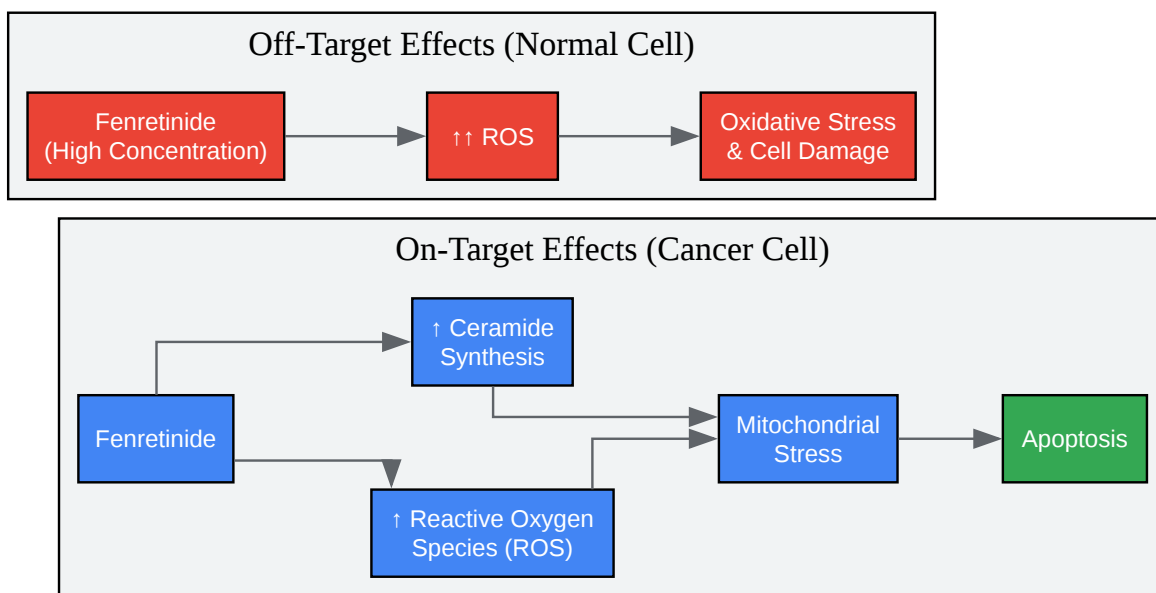 Off-Target Effects (Normal Cell)
Fenretinide
(High Concentration)
↑↑ ROS
Oxidative Stress
& Cell Damage
On-Target Effects (Cancer Cell)
↑ Ceramide
Synthesis
Fenretinide
Mitochondrial
Stress
Apoptosis
↑ Reactive Oxygen
Species (ROS)